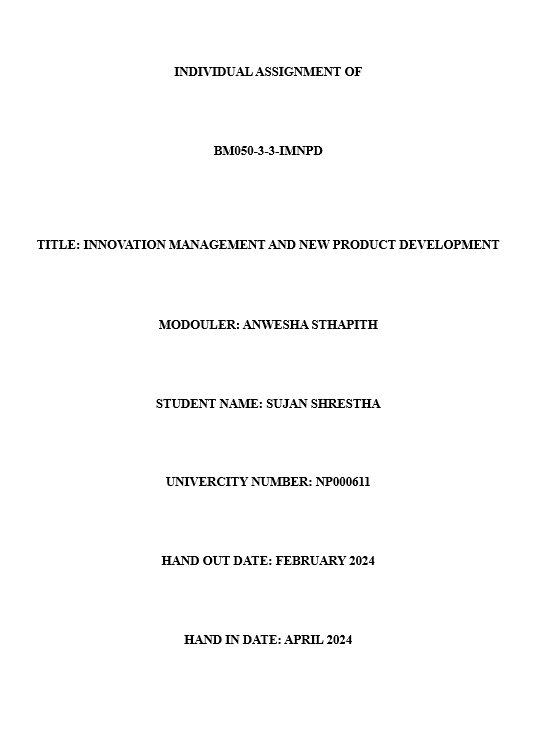 INDIVIDUAL ASSIGNMENT OF
BM050-3-3-IMNPD
TITLE: INNOVATION MANAGEMENT AND NEW PRODUCT DEVELOPMENT
MODOULER: ANWESHA STHAPITH
STUDENT NAME: SUJAN SHRESTHA
UNIVERCITY NUMBER: NP000611
HAND OUT DATE: FEBRUARY 2024
HAND IN DATE: APRIL 2024